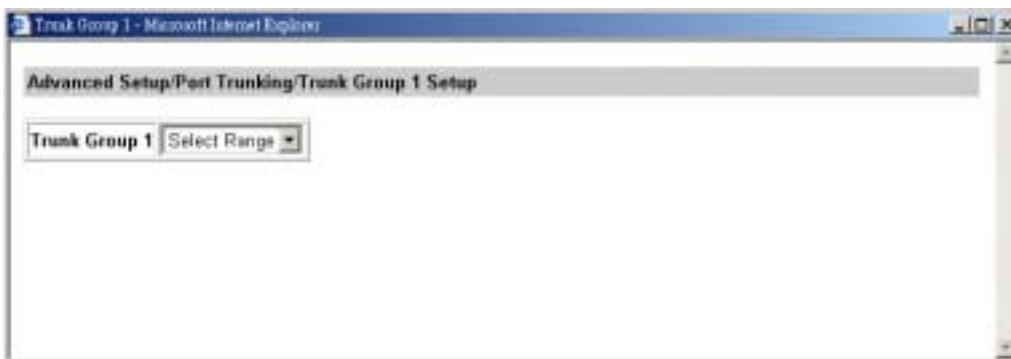 Trunk Group 1 - Microsoft Internet Explorer
Advanced Setup/Port Trunking/Trunk Group 1 Setup
Trunk Group 1 Select Range